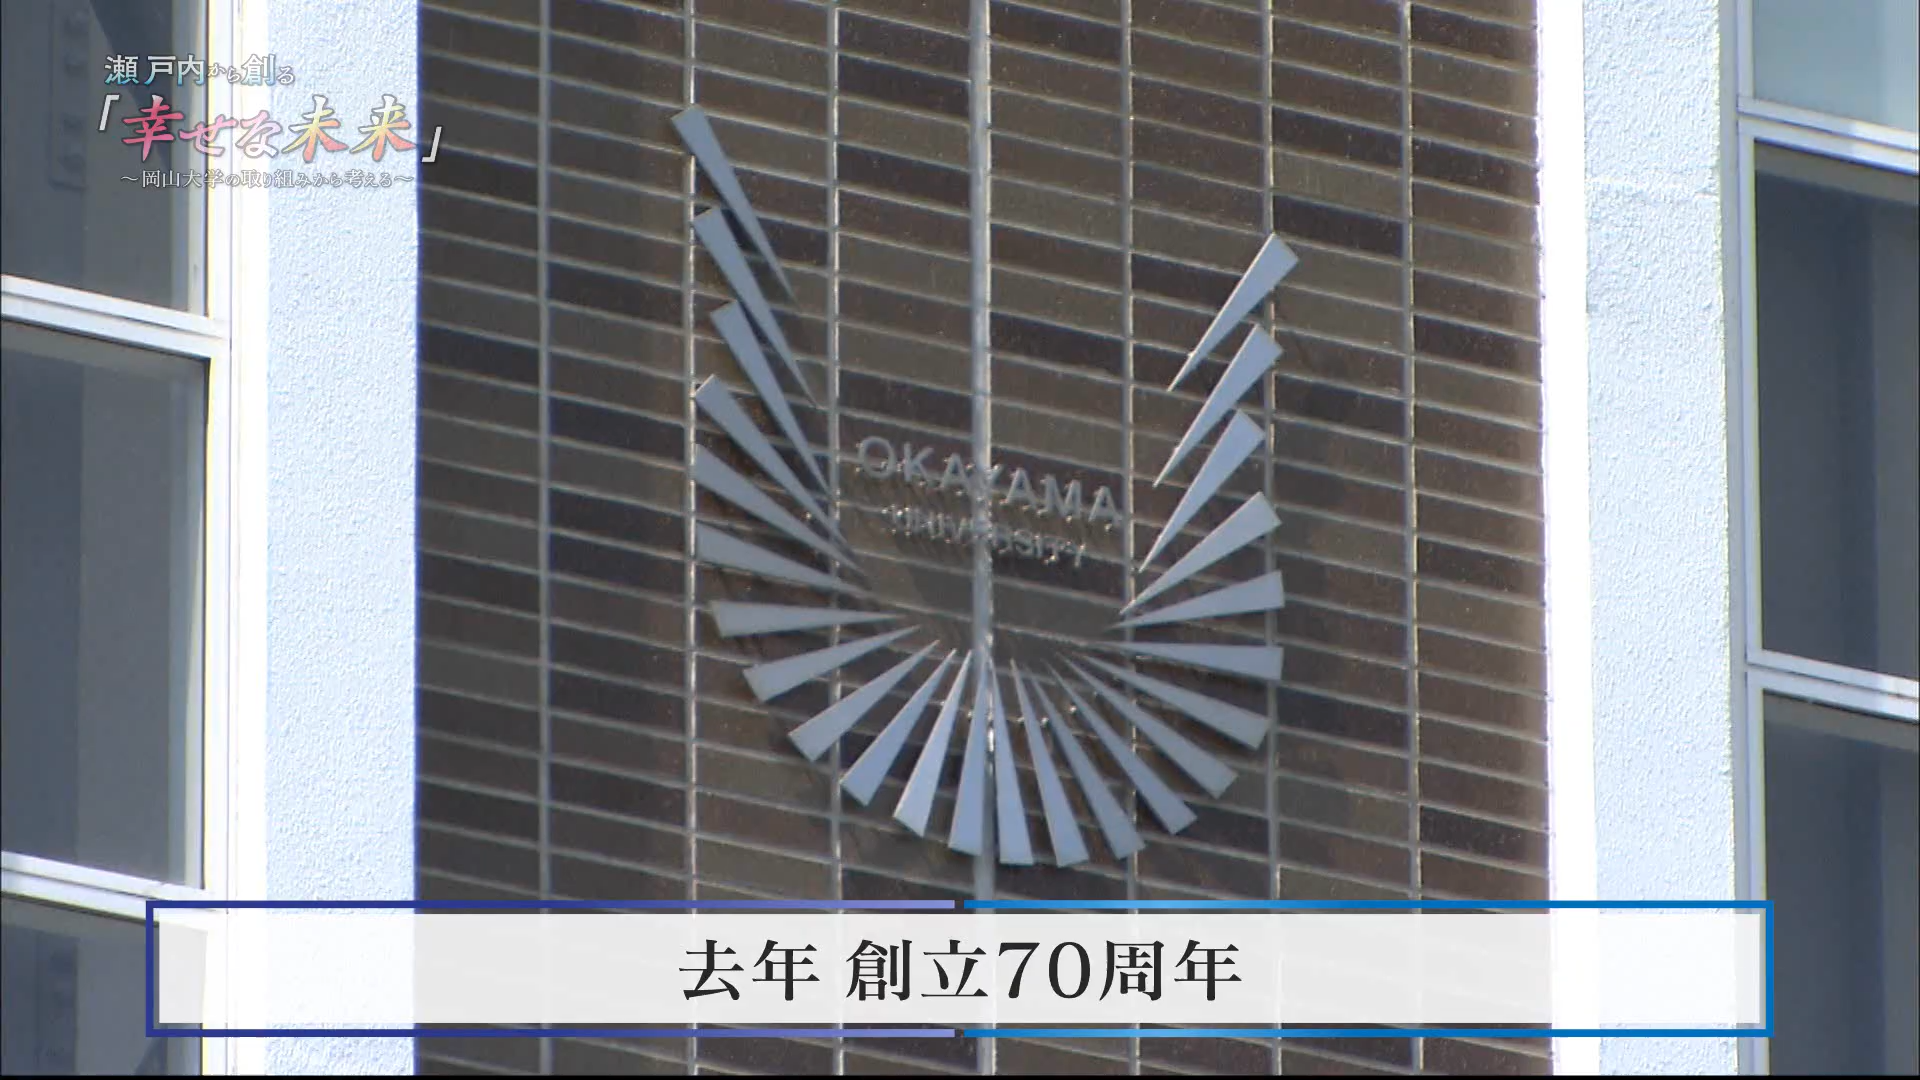 瀬戸内から創る
「幸せな未来」
～岡山大学の取り組みから考える～
OKAYAMA
UNIVERSITY
去年 創立70周年